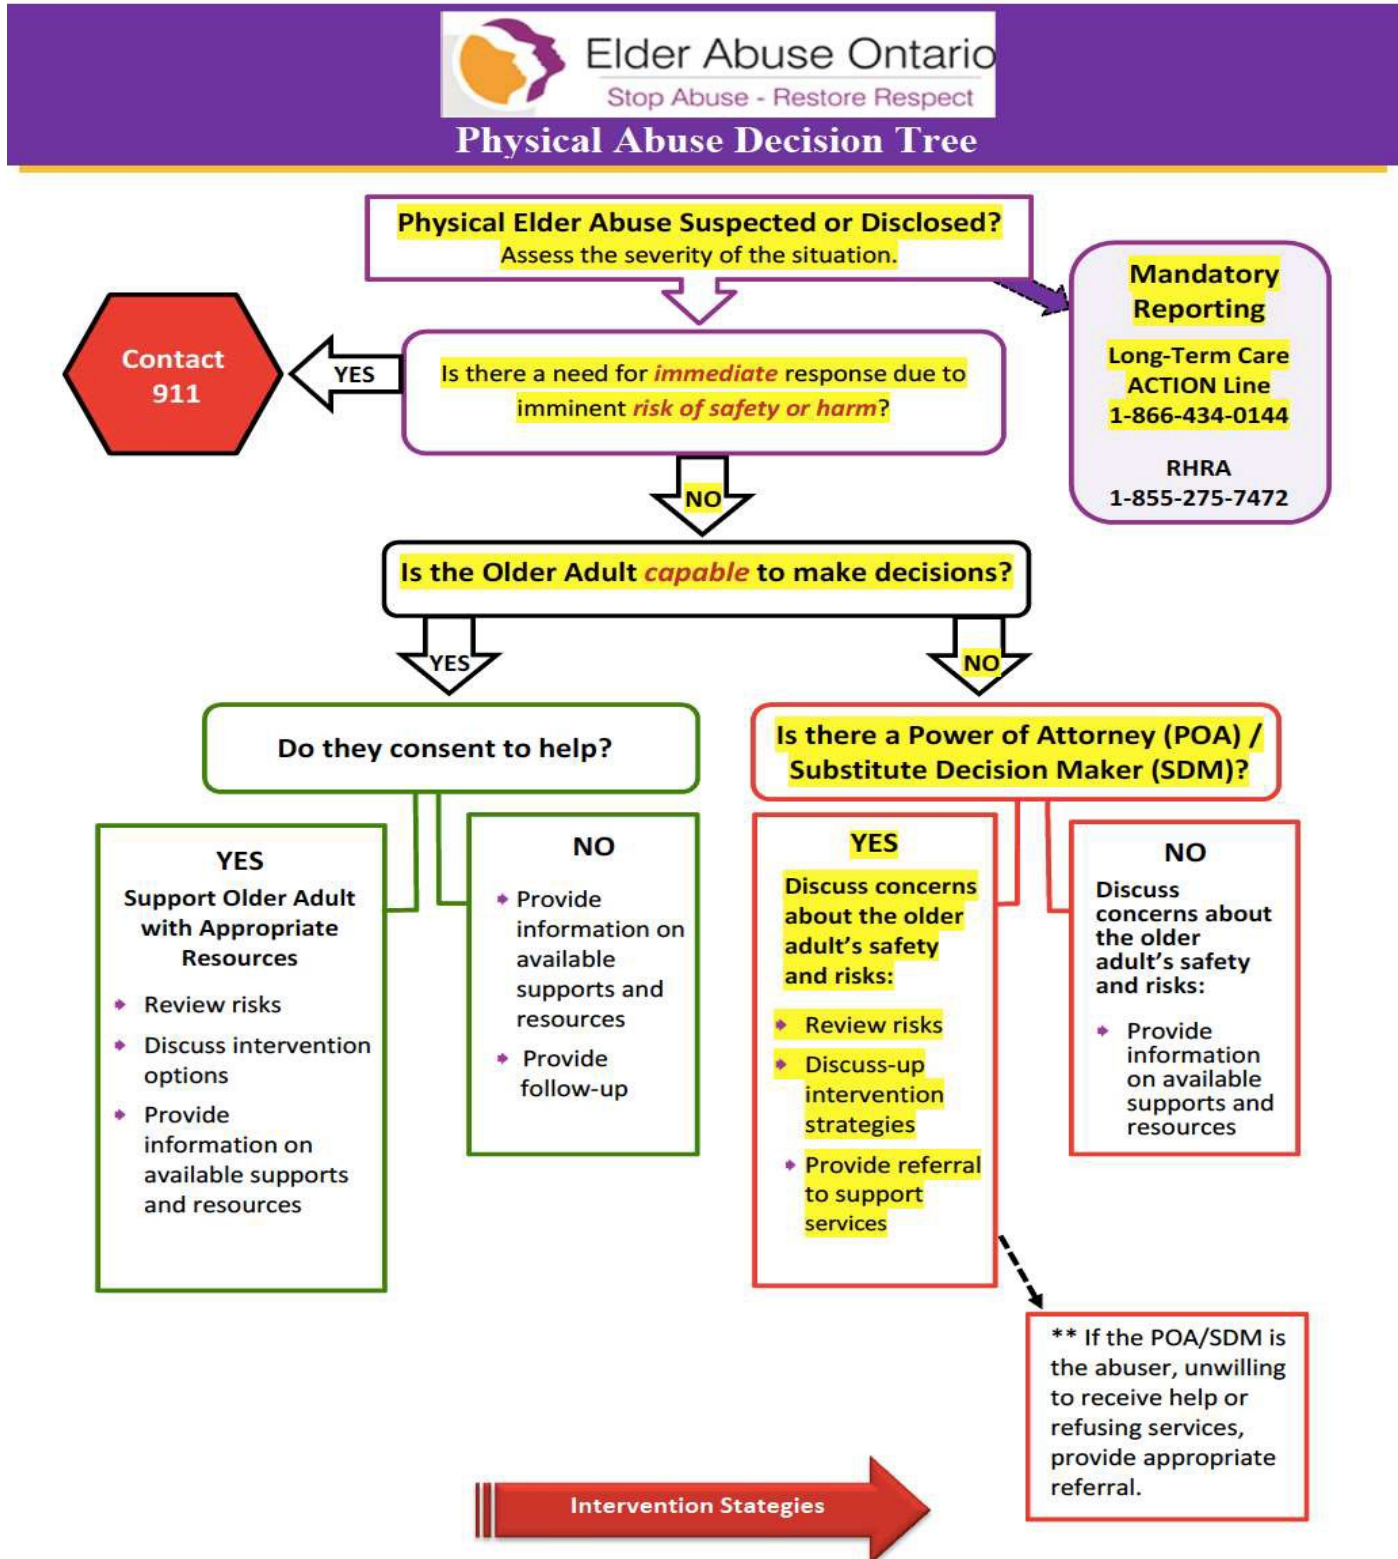 Elder Abuse Ontario
Stop Abuse - Restore Respect
Physical Abuse Decision Tree
Physical Elder Abuse Suspected or Disclosed?
Assess the severity of the situation.
Mandatory
Reporting
Long-Term Care
ACTION Line
1-866-434-0144
RHRA
1-855-275-7472
Contact
911
YES
Is there a need for immediate response due to
imminent risk of safety or harm?
NO
Is the Older Adult capable to make decisions?
YES
NO
Do they consent to help?
Is there a Power of Attorney (POA) /
Substitute Decision Maker (SDM)?
YES
Support Older Adult
with Appropriate
Resources
Review risks
Discuss intervention
options
Provide
information on
available supports
and resources
NO
Provide
information on
available
supports and
resources
Provide
follow-up
YES
Discuss concerns
about the older
adult's safety
and risks:
Review risks
Discuss-up
intervention
strategies
Provide referral
to support
services
NO
Discuss
concerns about
the older
adult's safety
and risks:
Provide
information
on available
supports and
resources
** If the POA/SDM is
the abuser, unwilling
to receive help or
refusing services,
provide appropriate
referral.
Intervention Stategies